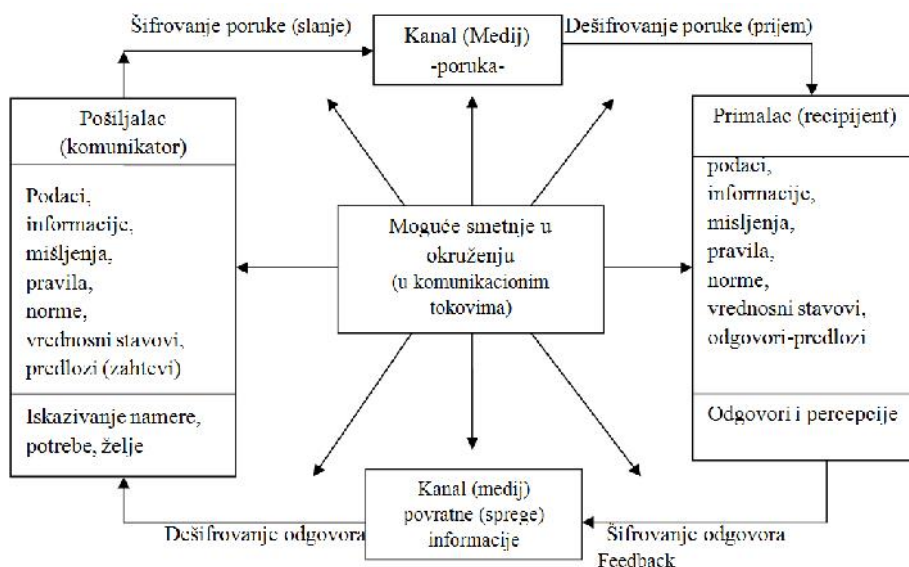 Šifrovanje poruke (slanje)
Kanal (Medij)
-poruka-
Dešifrovanje poruke (prijem)
Pošiljalac
(komunikator)
Podaci,
informacije,
mišljenja,
pravila,
norme,
vrednosni stavovi,
predlozi (zahtevi)
Iskazivanje namere,
potrebe, želje
Moguće smetnje u
okruženju
(u komunikacionim
tokovima)
Primalac (recipijent)
podaci,
informacije,
misljenja,
pravila,
norme,
vrednosni stavovi,
odgovori-predlozi
Odgovori i percepcije
Dešifrovanje odgovora
Kanal (medij)
povratne (sprege)
informacije
Šifrovanje odgovora
Feedback